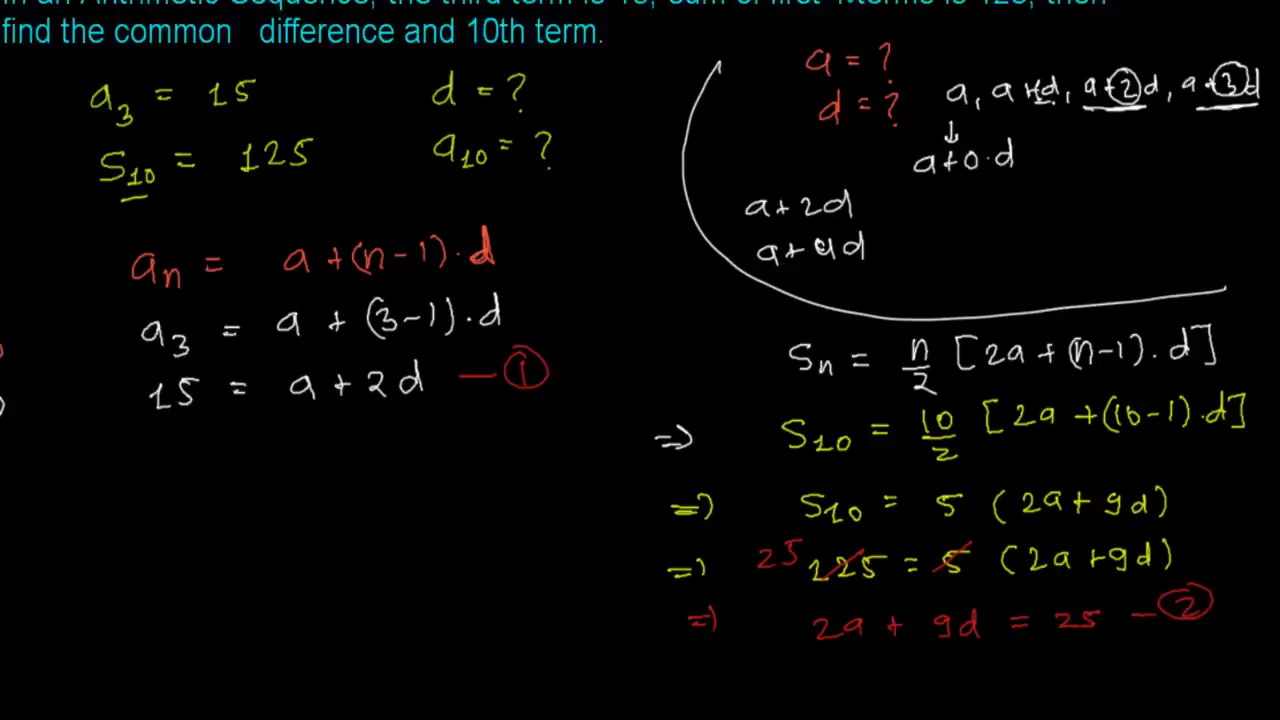 find the common difference and 10th term.
a₃ = 15
d = ?
S₁₀ = 125
a₁₀ = ?
aₙ = a + (n-1)·d
a₃ = a + (3-1)·d
15 = a + 2d — ①
a = ?
d = ?
a, a+d, a+2d, a+3d
↓
a+0·d
a+2d
a+9d
Sₙ = n/2 [2a + (n-1)·d]
=> S₁₀ = 10/2 [2a + (10-1)·d]
=> S₁₀ = 5 (2a + 9d)
=> 25 125 = 5 (2a + 9d)
=> 2a + 9d = 25 — ②